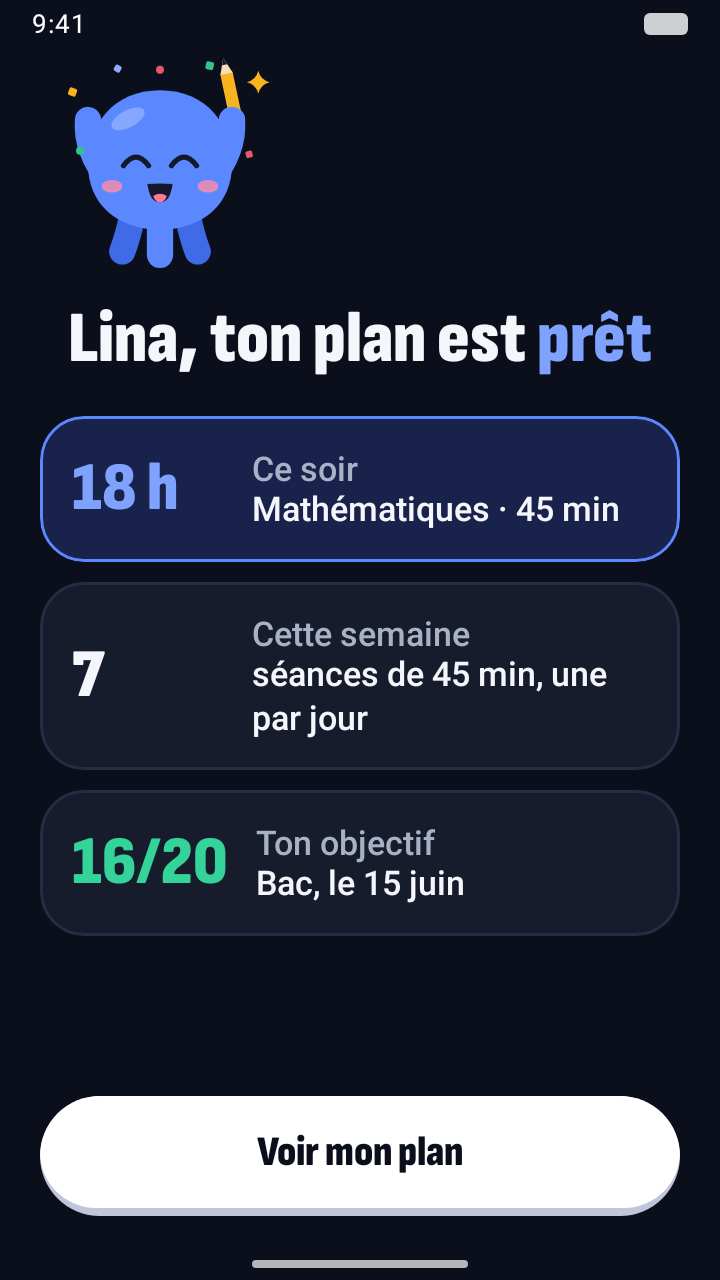 9:41
Lina, ton plan est prêt
18 h
Ce soir
Mathématiques · 45 min
7
Cette semaine
séances de 45 min, une
par jour
16/20
Ton objectif
Bac, le 15 juin
Voir mon plan